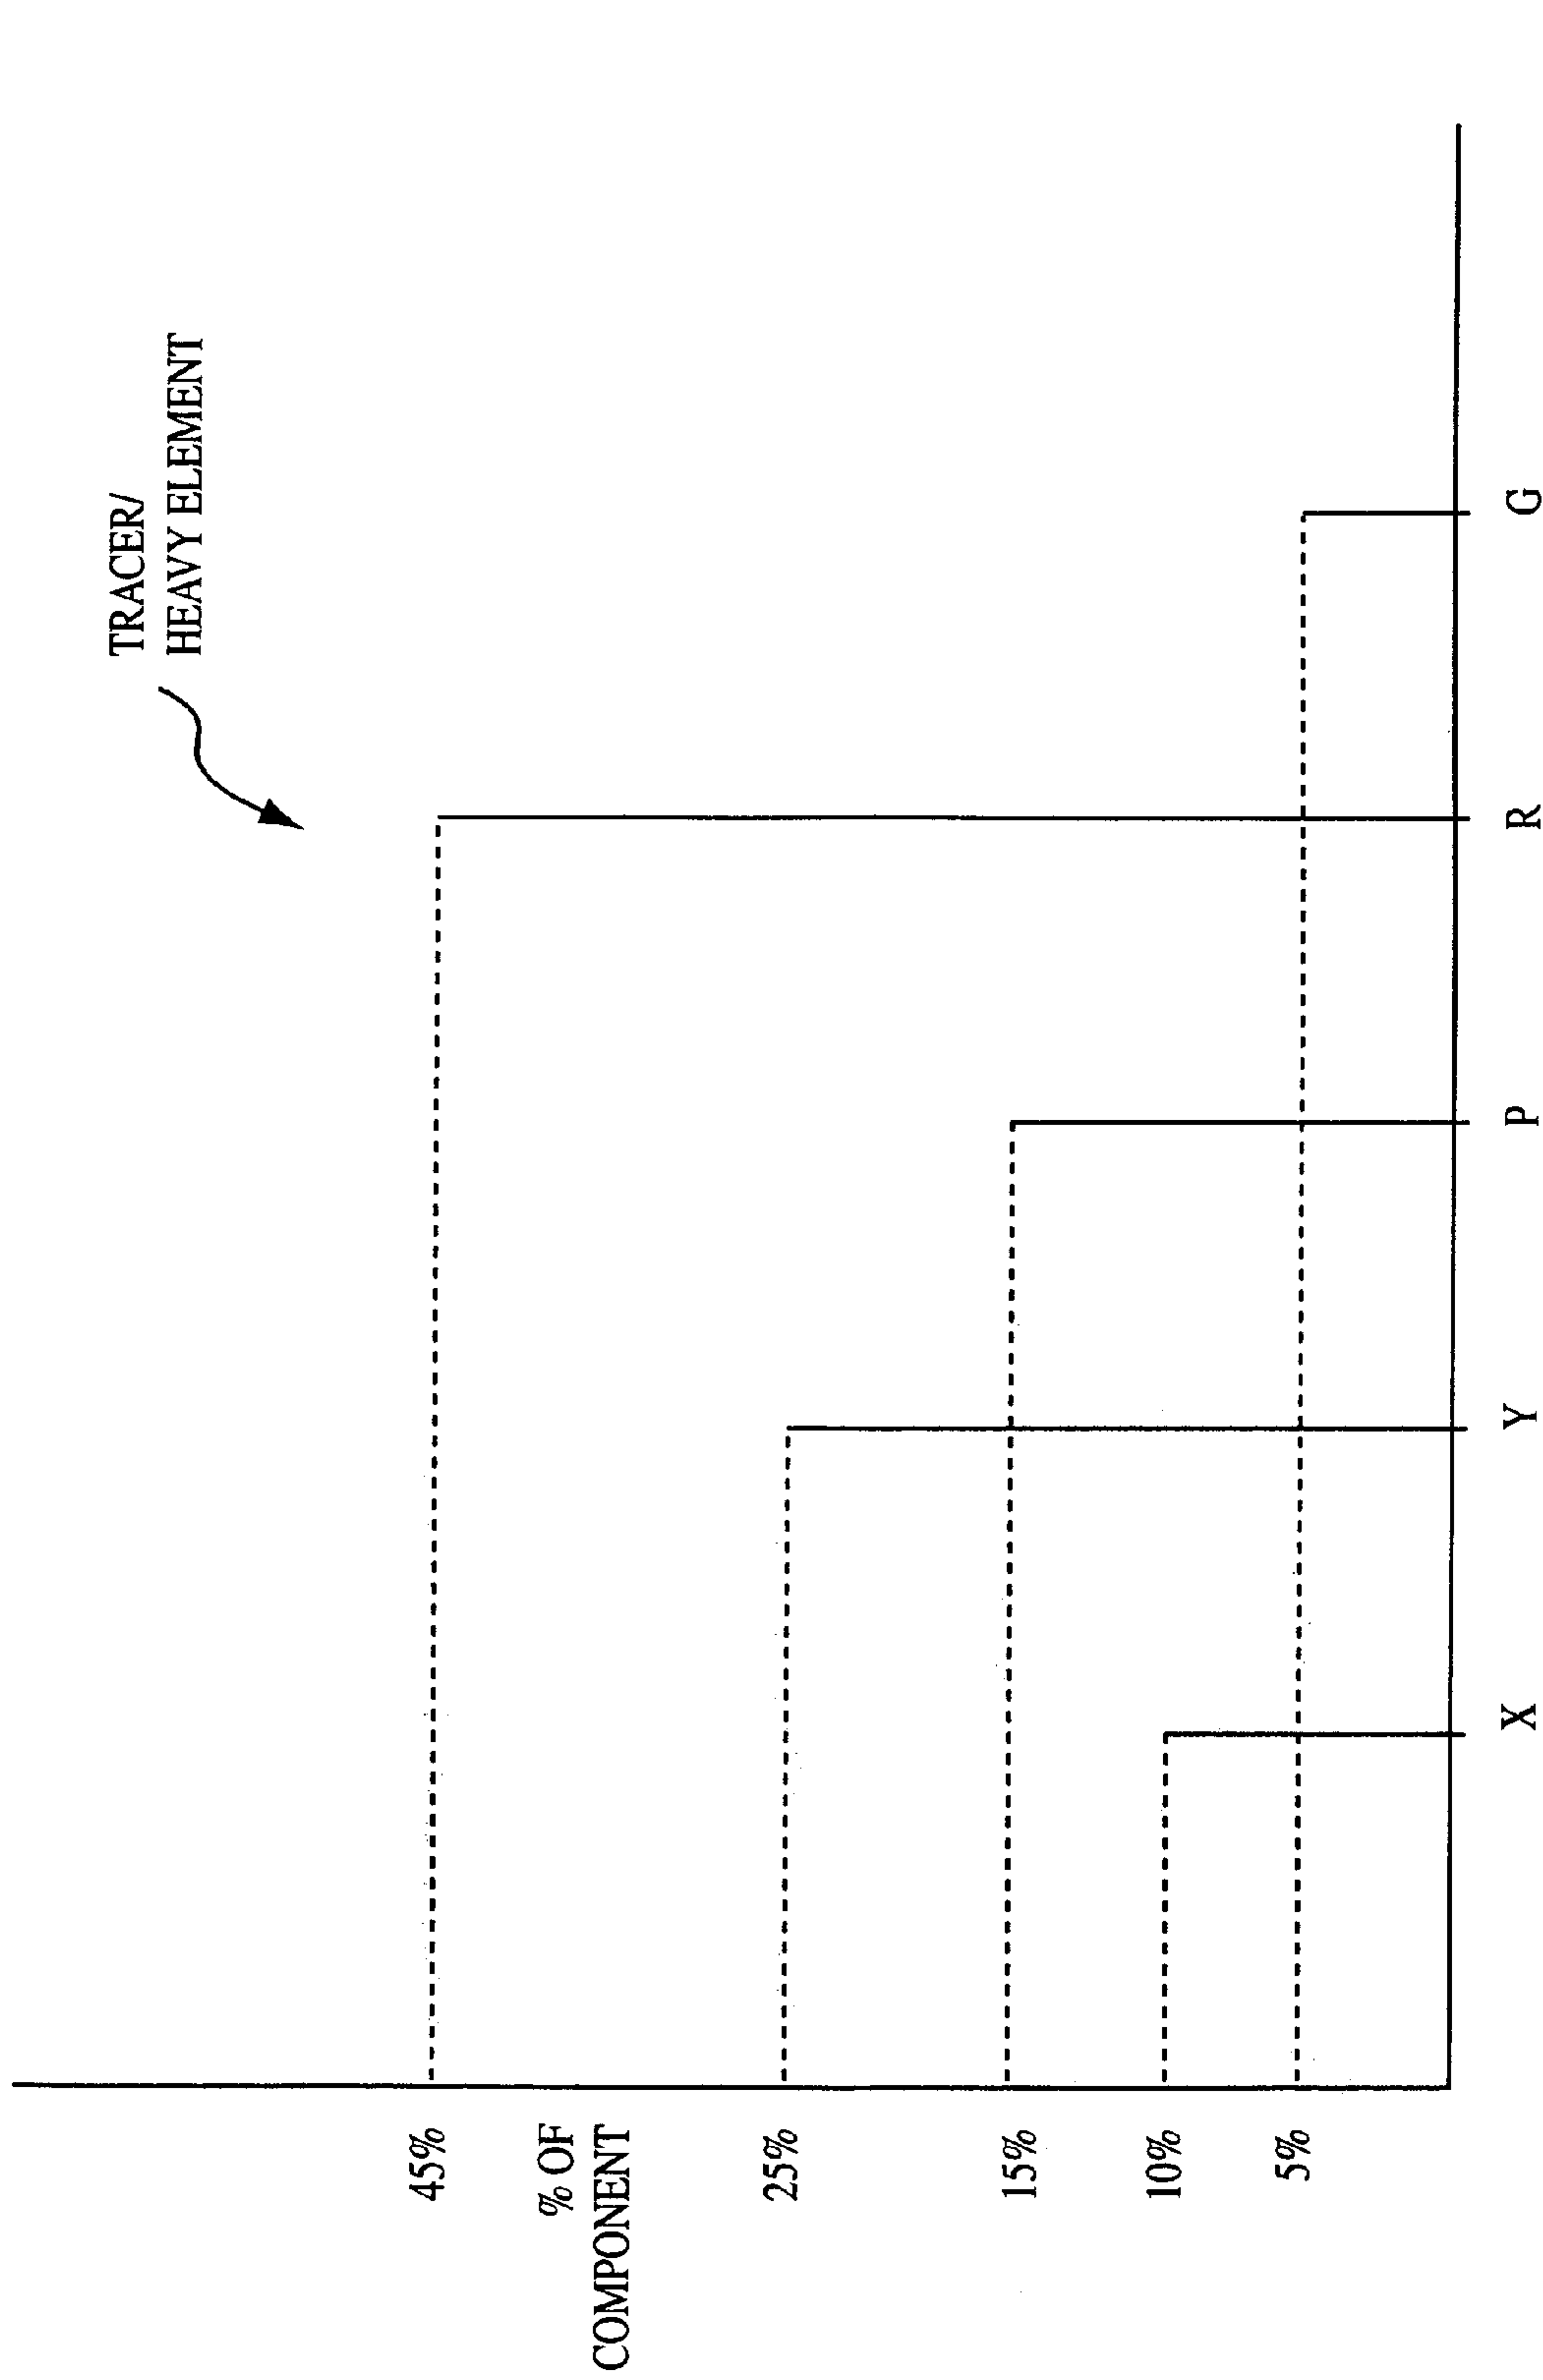 TRACER/
HEAVY ELEMENT
45%
% OF
COMPONENT
25%
15%
10%
5%
X
Y
P
R
G